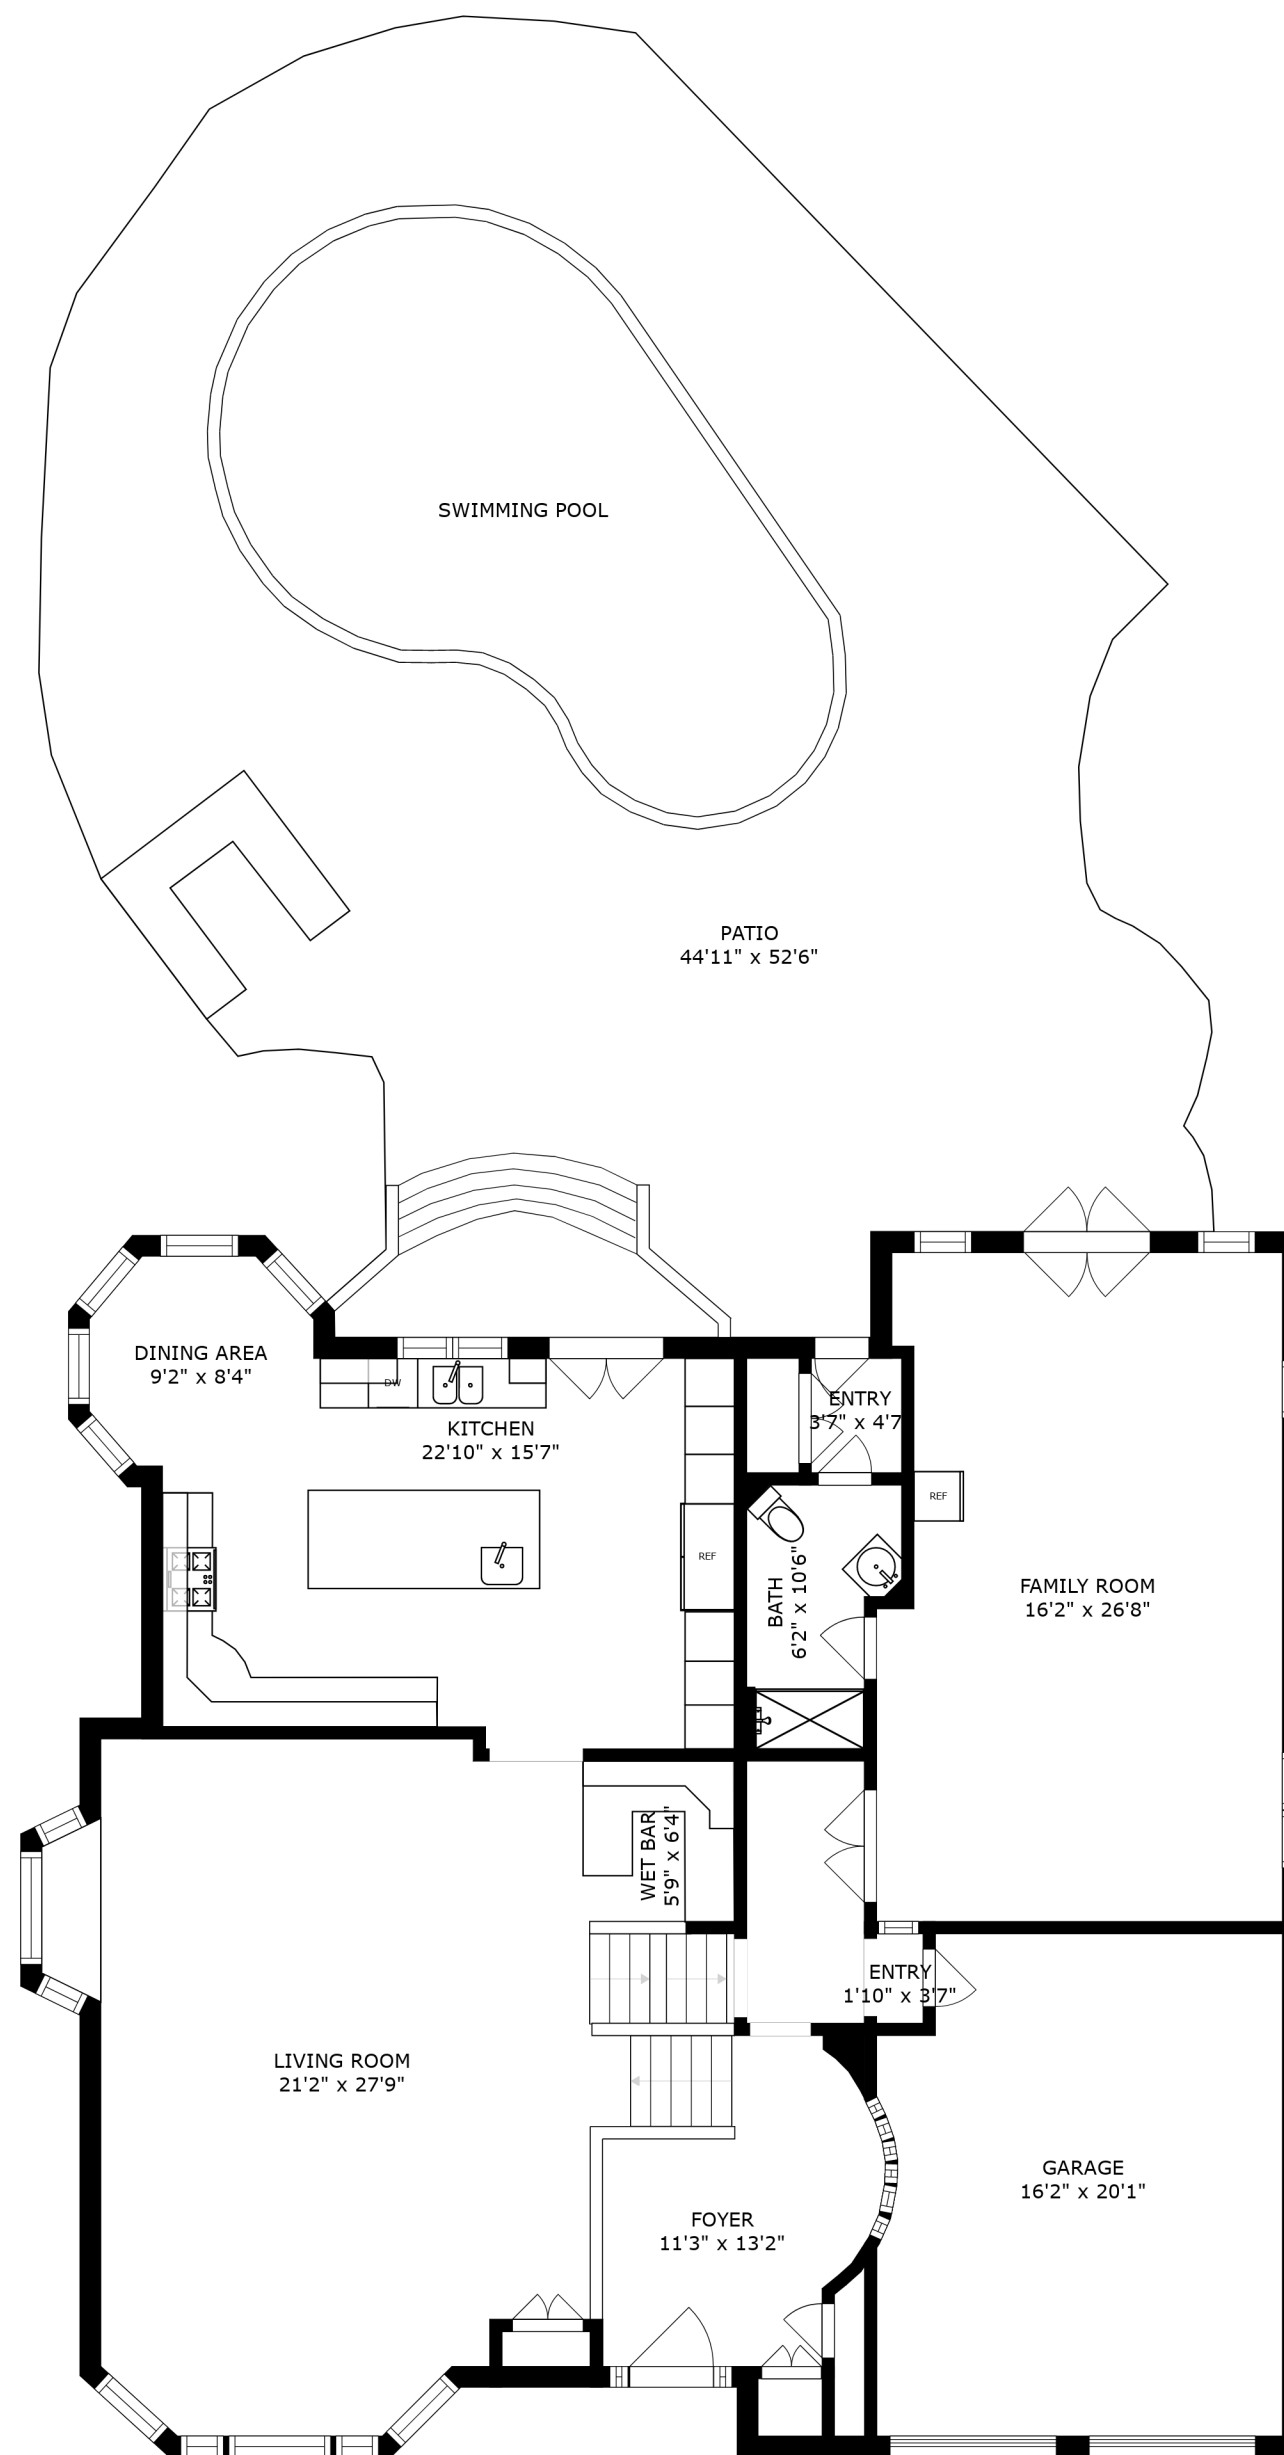 SWIMMING POOL
PATIO
44'11" x 52'6"
DINING AREA
9'2" x 8'4"
DW
KITCHEN
22'10" x 15'7"
ENTRY
3'7" x 4'7
REF
REF
BATH
6'2" x 10'6"
FAMILY ROOM
16'2" x 26'8"
WET BAR
5'9" x 6'4"
ENTRY
1'10" x 3'7"
LIVING ROOM
21'2" x 27'9"
GARAGE
16'2" x 20'1"
FOYER
11'3" x 13'2"